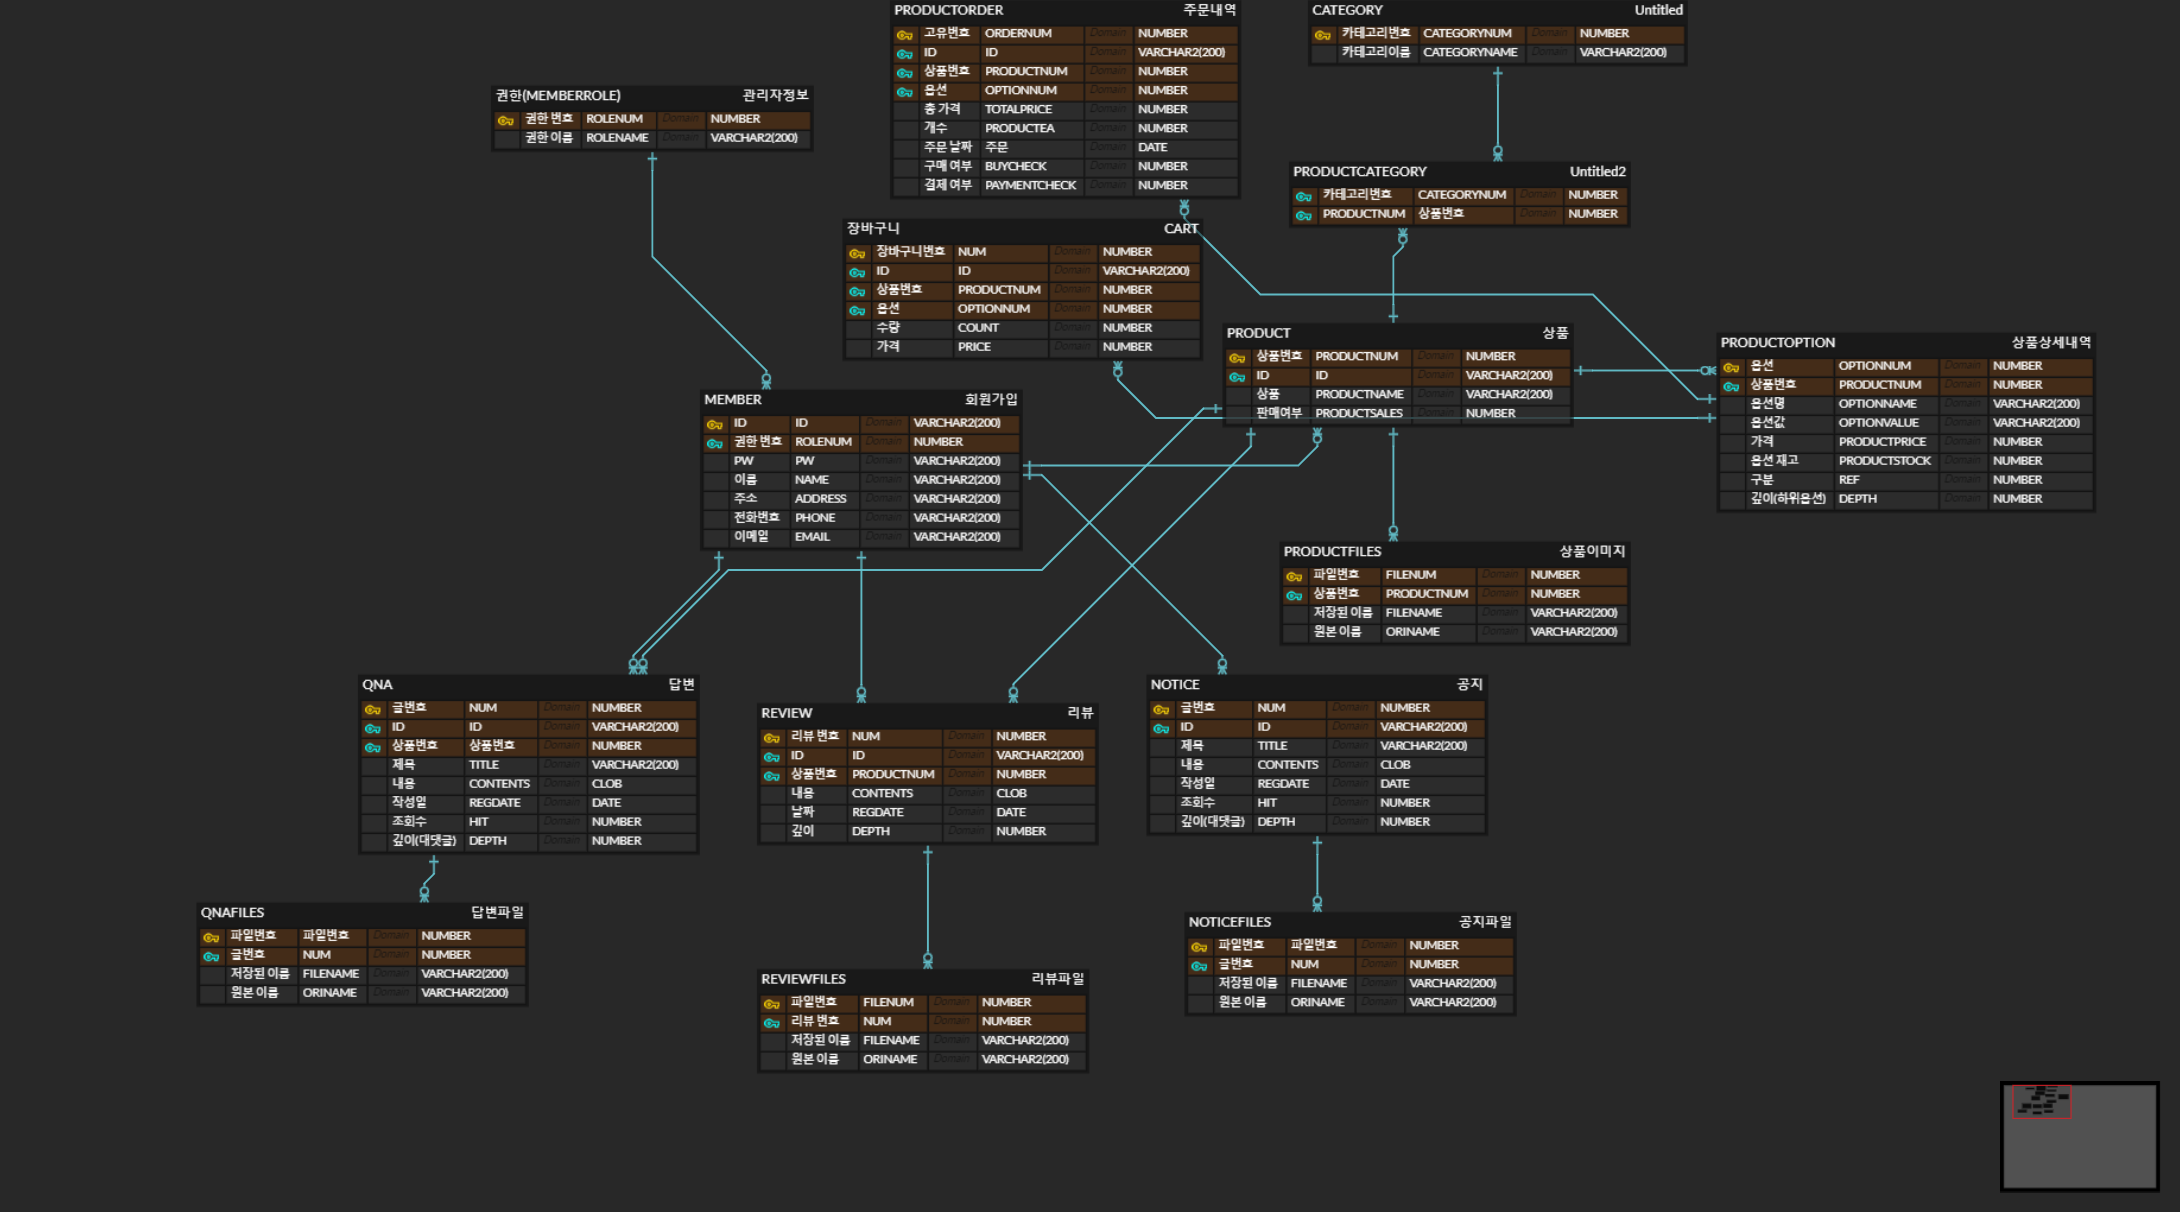 PRODUCTORDER 주문내역
고유번호 ORDERNUM Domain NUMBER
ID ID Domain VARCHAR2(200)
상품번호 PRODUCTNUM Domain NUMBER
옵션 OPTIONNUM Domain NUMBER
총 가격 TOTALPRICE Domain NUMBER
개수 PRODUCTEA Domain NUMBER
주문 날짜 주문 Domain DATE
구매 여부 BUYCHECK Domain NUMBER
결제 여부 PAYMENTCHECK Domain NUMBER
CATEGORY Untitled
카테고리번호 CATEGORYNUM Domain NUMBER
카테고리이름 CATEGORYNAME Domain VARCHAR2(200)
권한(MEMBERROLE) 관리자정보
권한 번호 ROLENUM Domain NUMBER
권한 이름 ROLENAME Domain VARCHAR2(200)
PRODUCTCATEGORY Untitled2
카테고리번호 CATEGORYNUM Domain NUMBER
PRODUCTNUM 상품번호 Domain NUMBER
장바구니 CART
장바구니번호 NUM Domain NUMBER
ID ID Domain VARCHAR2(200)
상품번호 PRODUCTNUM Domain NUMBER
옵션 OPTIONNUM Domain NUMBER
수량 COUNT Domain NUMBER
가격 PRICE Domain NUMBER
PRODUCT 상품
상품번호 PRODUCTNUM Domain NUMBER
ID ID Domain VARCHAR2(200)
상품 PRODUCTNAME Domain VARCHAR2(200)
판매여부 PRODUCTSALES Domain NUMBER
PRODUCTOPTION 상품상세내역
옵션 OPTIONNUM Domain NUMBER
상품번호 PRODUCTNUM Domain NUMBER
옵션명 OPTIONNAME Domain VARCHAR2(200)
옵션값 OPTIONVALUE Domain VARCHAR2(200)
가격 PRODUCTPRICE Domain NUMBER
옵션 재고 PRODUCTSTOCK Domain NUMBER
구분 REF Domain NUMBER
깊이(하위옵션) DEPTH Domain NUMBER
MEMBER 회원가입
ID ID Domain VARCHAR2(200)
권한 번호 ROLENUM Domain NUMBER
PW PW Domain VARCHAR2(200)
이름 NAME Domain VARCHAR2(200)
주소 ADDRESS Domain VARCHAR2(200)
전화번호 PHONE Domain VARCHAR2(200)
이메일 EMAIL Domain VARCHAR2(200)
PRODUCTFILES 상품이미지
파일번호 FILENUM Domain NUMBER
상품번호 PRODUCTNUM Domain NUMBER
저장된 이름 FILENAME Domain VARCHAR2(200)
원본 이름 ORINAME Domain VARCHAR2(200)
QNA 답변
글번호 NUM Domain NUMBER
ID ID Domain VARCHAR2(200)
상품번호 상품번호 Domain NUMBER
제목 TITLE Domain VARCHAR2(200)
내용 CONTENTS Domain CLOB
작성일 REGDATE Domain DATE
조회수 HIT Domain NUMBER
깊이(대댓글) DEPTH Domain NUMBER
REVIEW 리뷰
리뷰 번호 NUM Domain NUMBER
ID ID Domain VARCHAR2(200)
상품번호 PRODUCTNUM Domain NUMBER
내용 CONTENTS Domain CLOB
날짜 REGDATE Domain DATE
깊이 DEPTH Domain NUMBER
NOTICE 공지
글번호 NUM Domain NUMBER
ID ID Domain VARCHAR2(200)
제목 TITLE Domain VARCHAR2(200)
내용 CONTENTS Domain CLOB
작성일 REGDATE Domain DATE
조회수 HIT Domain NUMBER
깊이(대댓글) DEPTH Domain NUMBER
QNAFILES 답변파일
파일번호 파일번호 Domain NUMBER
글번호 NUM Domain NUMBER
저장된 이름 FILENAME Domain VARCHAR2(200)
원본 이름 ORINAME Domain VARCHAR2(200)
REVIEWFILES 리뷰파일
파일번호 FILENUM Domain NUMBER
리뷰 번호 NUM Domain NUMBER
저장된 이름 FILENAME Domain VARCHAR2(200)
원본 이름 ORINAME Domain VARCHAR2(200)
NOTICEFILES 공지파일
파일번호 파일번호 Domain NUMBER
글번호 NUM Domain NUMBER
저장된 이름 FILENAME Domain VARCHAR2(200)
원본 이름 ORINAME Domain VARCHAR2(200)